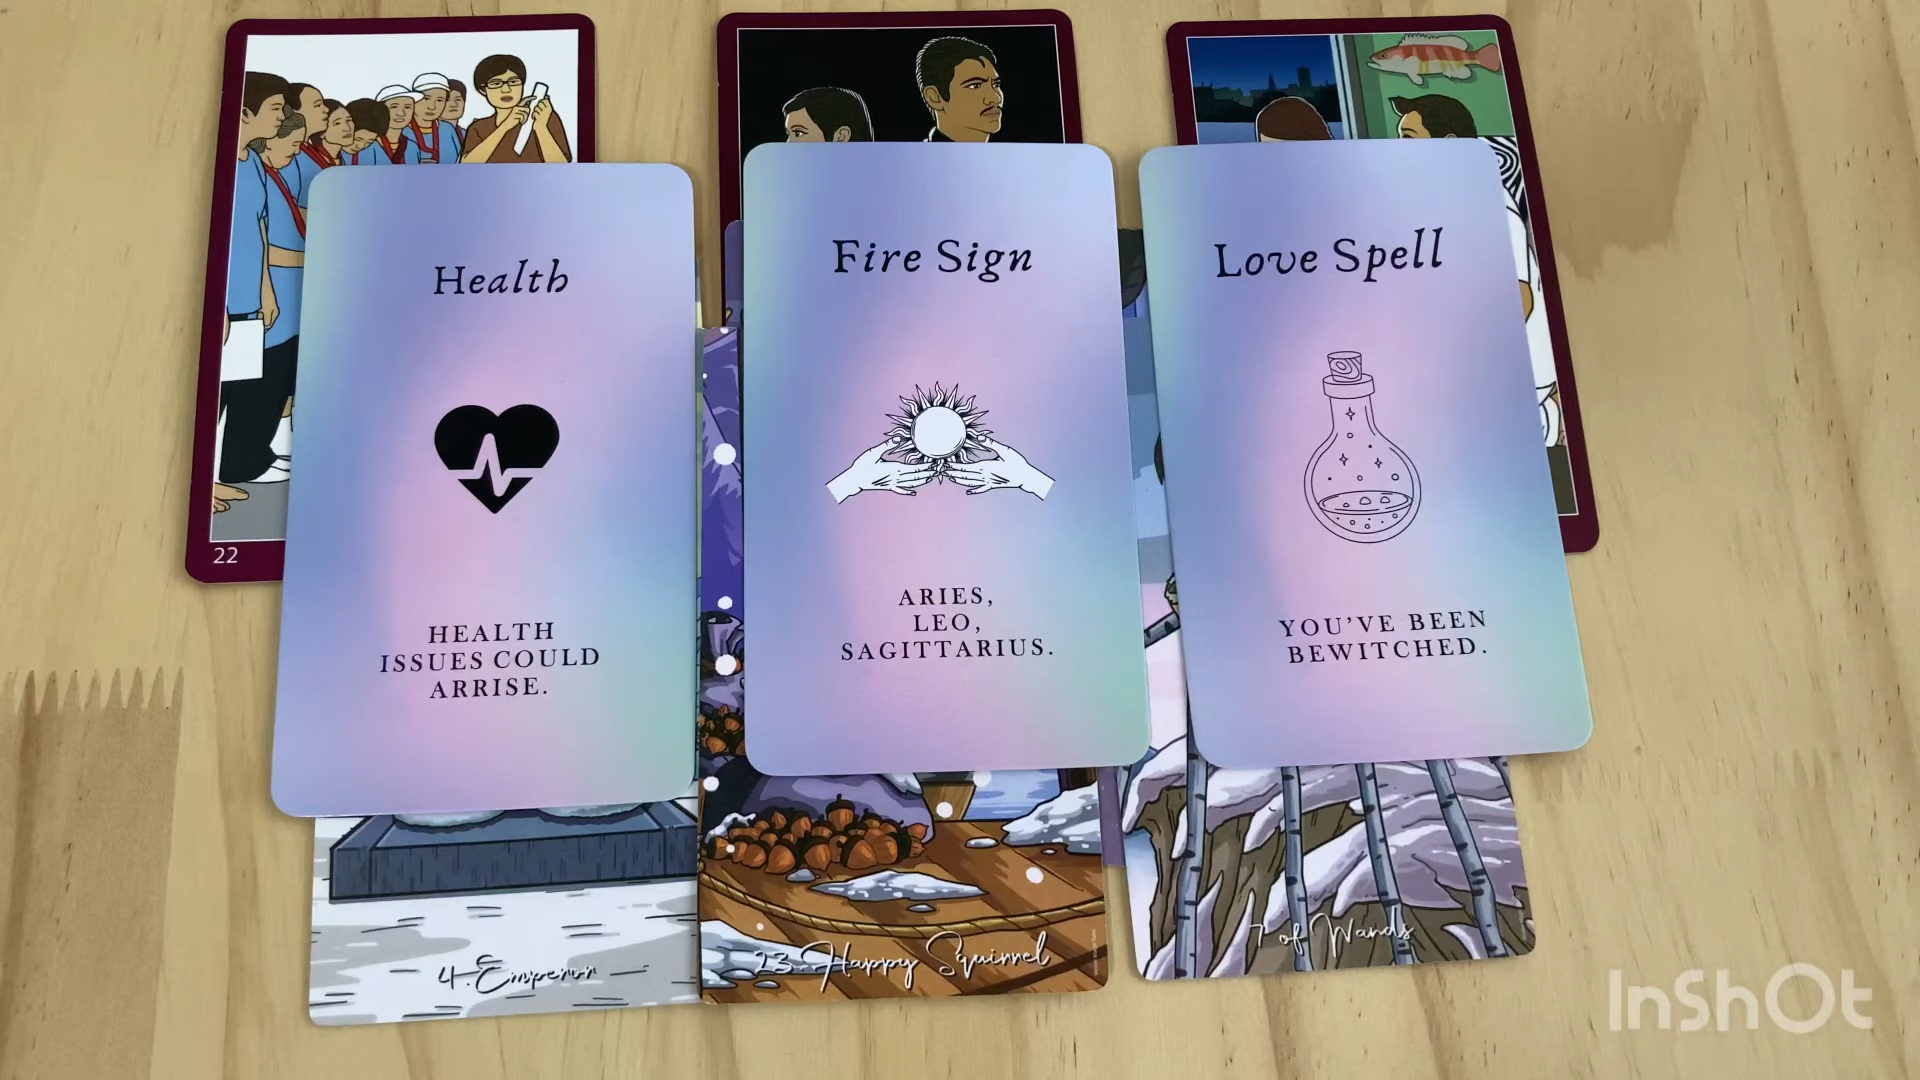 Health
HEALTH
ISSUES COULD
ARRISE.
22
Fire Sign
ARIES,
LEO,
SAGITTARIUS.
Love Spell
YOU'VE BEEN
BEWITCHED.
4. Emperor
23. Happy Squirrel
7 of Wands
InShOt